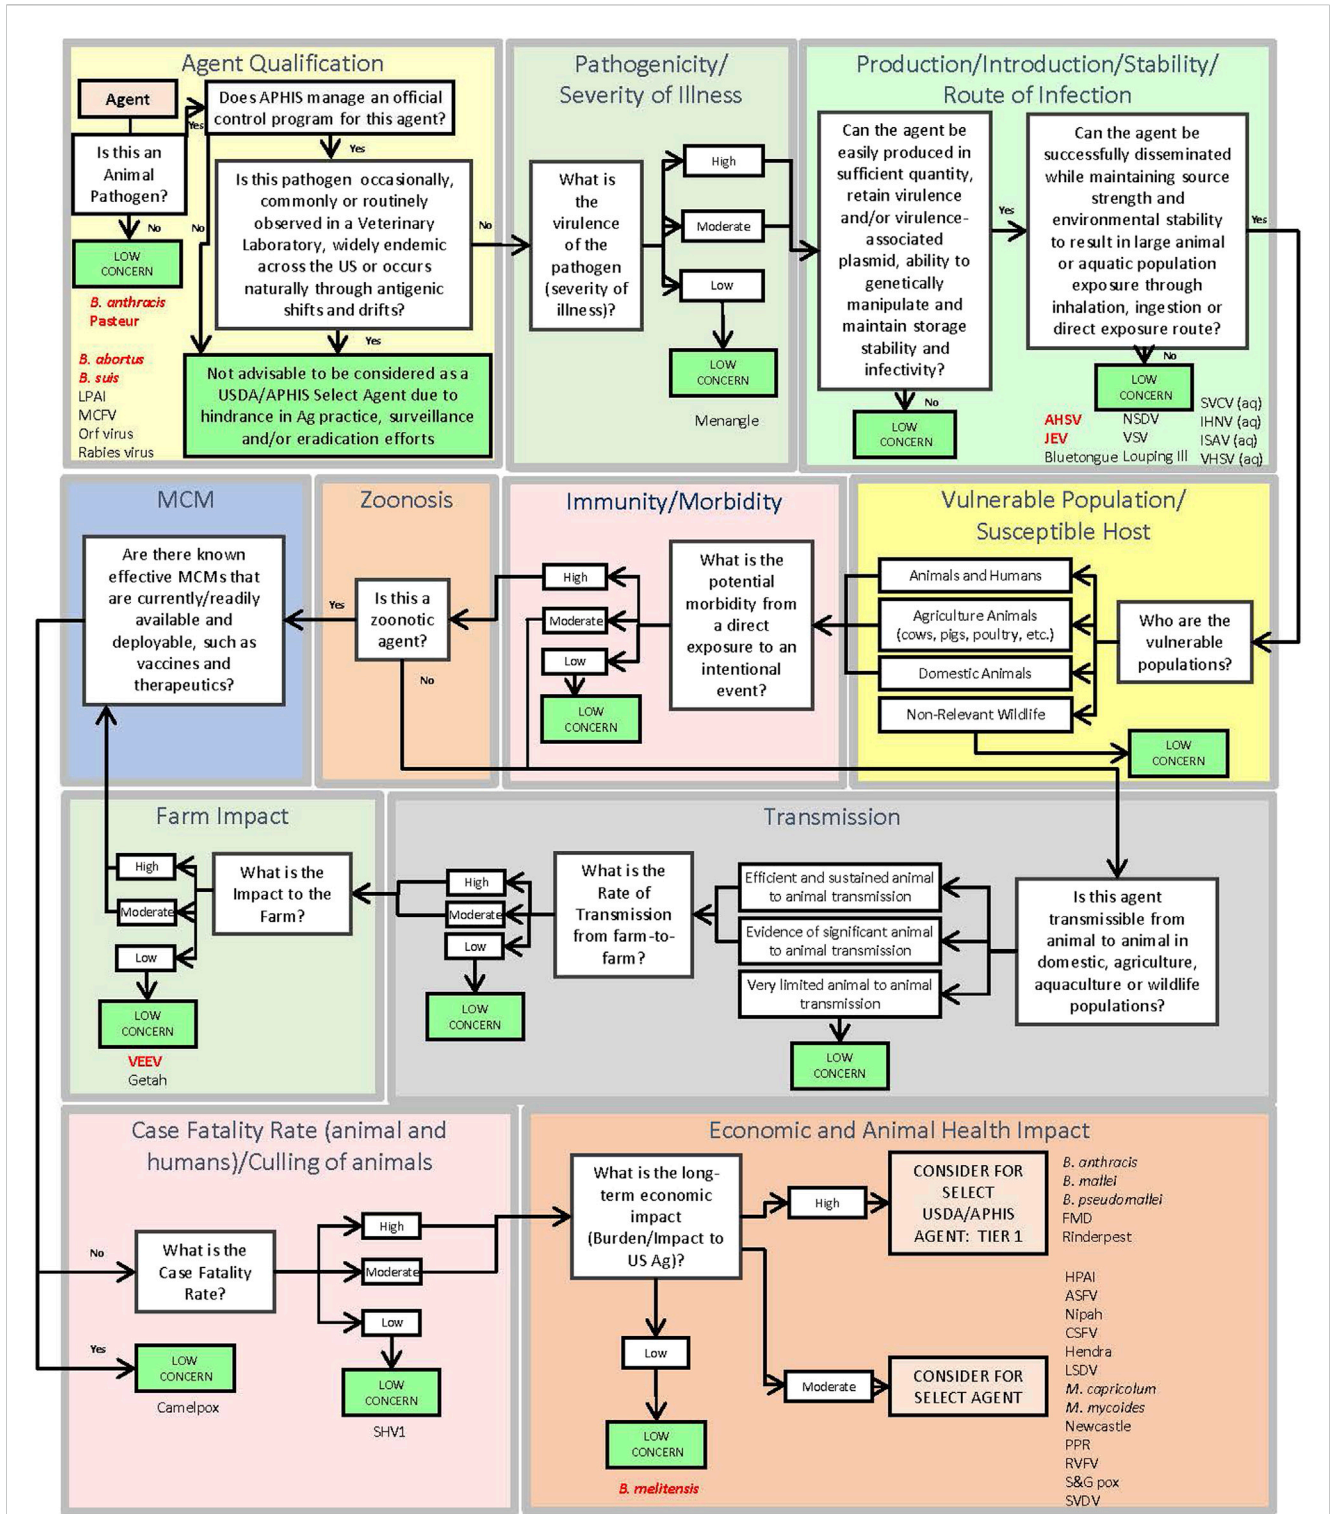 Agent Qualification
Agent
Is this an
Animal
Pathogen?
Yes
No
LOW
CONCERN
Does APHIS manage an official
control program for this agent?
Yes
No
Is this pathogen occasionally,
commonly or routinely
observed in a Veterinary
Laboratory, widely endemic
across the US or occurs
naturally through antigenic
shifts and drifts?
No
Yes
Not advisable to be considered as a
USDA/APHIS Select Agent due to
hindrance in Ag practice, surveillance
and/or eradication efforts
B. anthracis
Pasteur
B. abortus
B. suis
LPAI
MCFV
Orf virus
Rabies virus
Pathogenicity/
Severity of Illness
What is
the
virulence
of the
pathogen
(severity of
illness)?
High
Moderate
Low
LOW
CONCERN
Menangle
Production/Introduction/Stability/
Route of Infection
Can the agent be
easily produced in
sufficient quantity,
retain virulence
and/or virulence-
associated
plasmid, ability to
genetically
manipulate and
maintain storage
stability and
infectivity?
Yes
No
LOW
CONCERN
Can the agent be
successfully disseminated
while maintaining source
strength and
environmental stability
to result in large animal
or aquatic population
exposure through
inhalation, ingestion or
direct exposure route?
Yes
No
LOW
CONCERN
AHSV
JEV
Bluetongue
NSDV
VSV
Louping Ill
SVCV (aq)
IHNV (aq)
ISAV (aq)
VHSV (aq)
MCM
Are there known
effective MCMs that
are currently/readily
available and
deployable, such as
vaccines and
therapeutics?
Zoonosis
Yes
Is this a
zoonotic
agent?
No
Immunity/Morbidity
High
Moderate
Low
LOW
CONCERN
What is the
potential
morbidity from
a direct
exposure to an
intentional
event?
Vulnerable Population/
Susceptible Host
Animals and Humans
Agriculture Animals
(cows, pigs, poultry, etc.)
Domestic Animals
Non-Relevant Wildlife
Who are the
vulnerable
populations?
LOW
CONCERN
Farm Impact
High
Moderate
Low
LOW
CONCERN
VEEV
Getah
What is the
Impact to the
Farm?
Transmission
High
Moderate
Low
LOW
CONCERN
What is the
Rate of
Transmission
from farm-to-
farm?
Efficient and sustained animal
to animal transmission
Evidence of significant animal
to animal transmission
Very limited animal to animal
transmission
LOW
CONCERN
Is this agent
transmissible from
animal to animal in
domestic, agriculture,
aquaculture or wildlife
populations?
Case Fatality Rate (animal and
humans)/Culling of animals
No
Yes
What is the
Case Fatality
Rate?
LOW
CONCERN
Camelpox
High
Moderate
Low
LOW
CONCERN
SHV1
Economic and Animal Health Impact
What is the long-
term economic
impact
(Burden/Impact to
US Ag)?
High
Low
Moderate
LOW
CONCERN
B. melitensis
CONSIDER FOR
SELECT
USDA/APHIS
AGENT: TIER 1
CONSIDER FOR
SELECT AGENT
B. anthracis
B. mallei
B. pseudomallei
FMD
Rinderpest
HPAI
ASFV
Nipah
CSFV
Hendra
LSDV
M. capricolum
M. mycoides
Newcastle
PPR
RVFV
S&G pox
SVDV